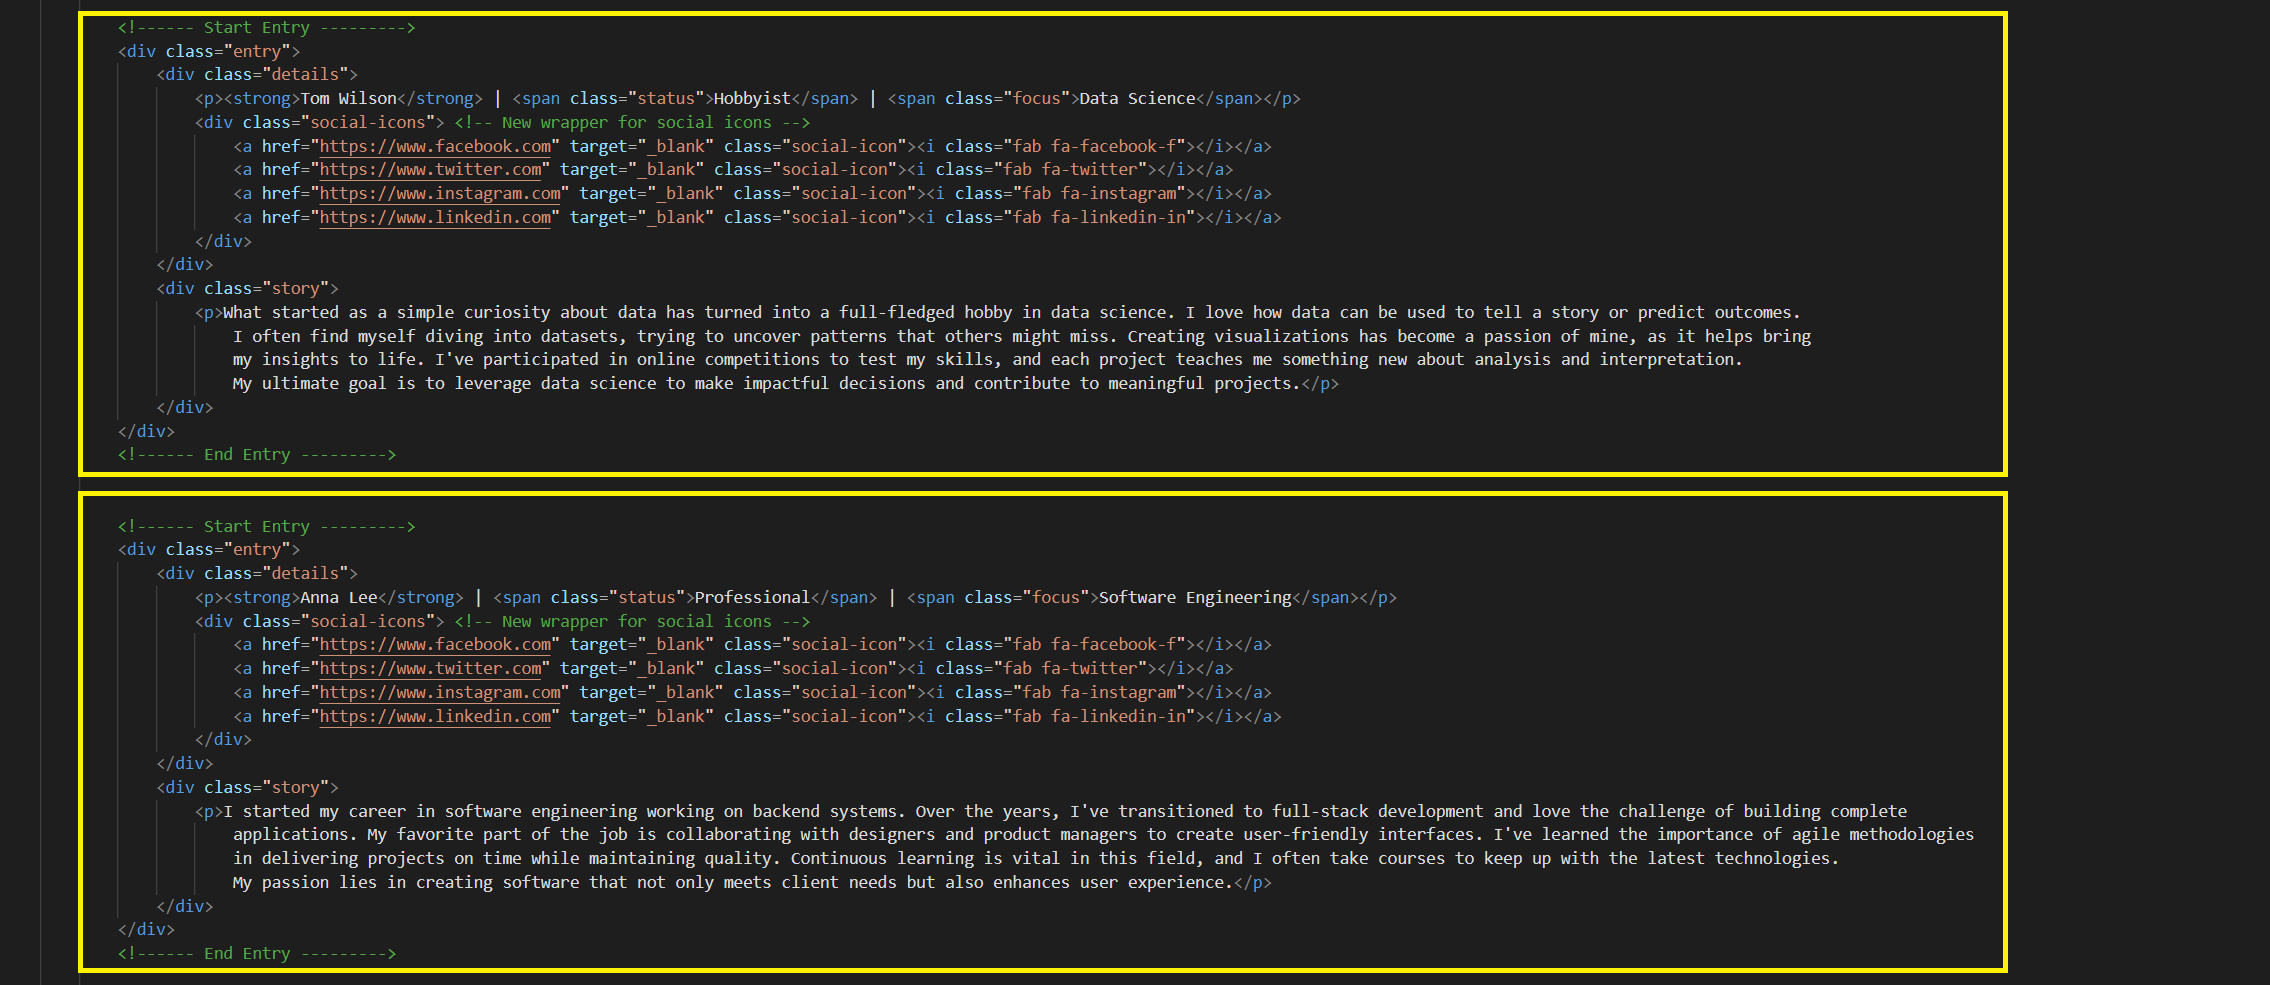 <!------ Start Entry --------->
<div class="entry">
<div class="details">
<p><strong>Tom Wilson</strong> | <span class="status">Hobbyist</span> | <span class="focus">Data Science</span></p>
<div class="social-icons"> <!-- New wrapper for social icons -->
<a href="https://www.facebook.com" target="_blank" class="social-icon"><i class="fab fa-facebook-f"></i></a>
<a href="https://www.twitter.com" target="_blank" class="social-icon"><i class="fab fa-twitter"></i></a>
<a href="https://www.instagram.com" target="_blank" class="social-icon"><i class="fab fa-instagram"></i></a>
<a href="https://www.linkedin.com" target="_blank" class="social-icon"><i class="fab fa-linkedin-in"></i></a>
</div>
</div>
<div class="story">
<p>What started as a simple curiosity about data has turned into a full-fledged hobby in data science. I love how data can be used to tell a story or predict outcomes.
I often find myself diving into datasets, trying to uncover patterns that others might miss. Creating visualizations has become a passion of mine, as it helps bring
my insights to life. I've participated in online competitions to test my skills, and each project teaches me something new about analysis and interpretation.
My ultimate goal is to leverage data science to make impactful decisions and contribute to meaningful projects.</p>
</div>
</div>
<!------ End Entry --------->
<!------ Start Entry --------->
<div class="entry">
<div class="details">
<p><strong>Anna Lee</strong> | <span class="status">Professional</span> | <span class="focus">Software Engineering</span></p>
<div class="social-icons"> <!-- New wrapper for social icons -->
<a href="https://www.facebook.com" target="_blank" class="social-icon"><i class="fab fa-facebook-f"></i></a>
<a href="https://www.twitter.com" target="_blank" class="social-icon"><i class="fab fa-twitter"></i></a>
<a href="https://www.instagram.com" target="_blank" class="social-icon"><i class="fab fa-instagram"></i></a>
<a href="https://www.linkedin.com" target="_blank" class="social-icon"><i class="fab fa-linkedin-in"></i></a>
</div>
</div>
<div class="story">
<p>I started my career in software engineering working on backend systems. Over the years, I've transitioned to full-stack development and love the challenge of building complete
applications. My favorite part of the job is collaborating with designers and product managers to create user-friendly interfaces. I've learned the importance of agile methodologies
in delivering projects on time while maintaining quality. Continuous learning is vital in this field, and I often take courses to keep up with the latest technologies.
My passion lies in creating software that not only meets client needs but also enhances user experience.</p>
</div>
</div>
<!------ End Entry --------->